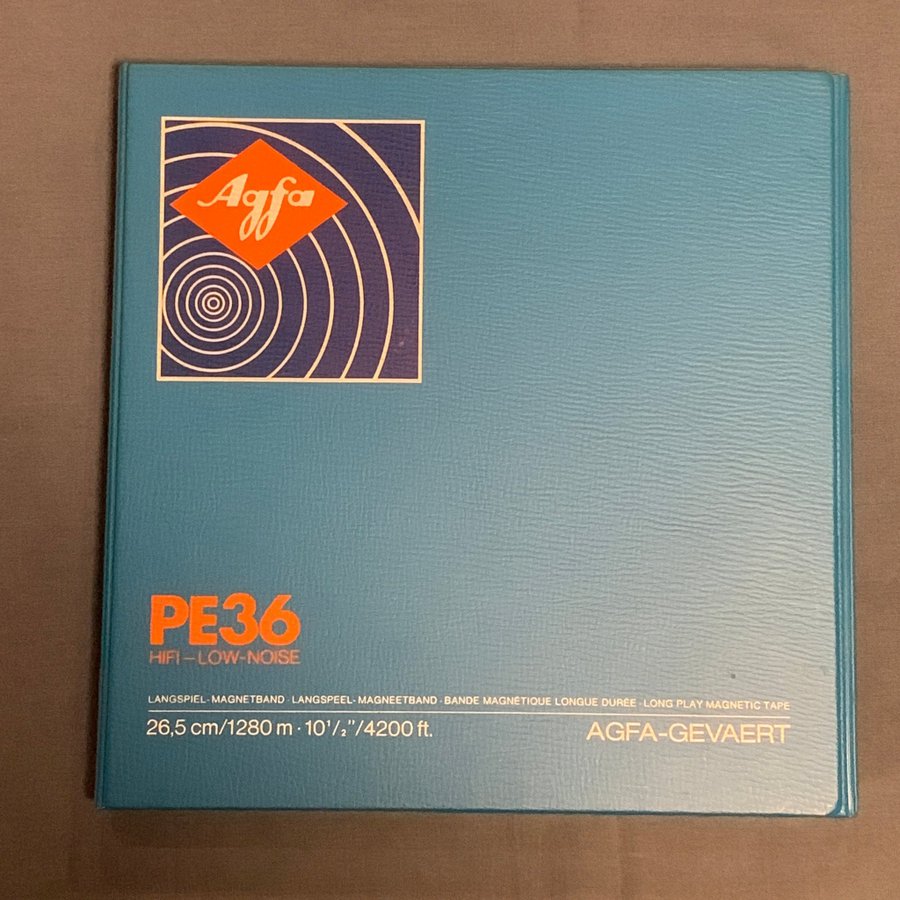 Agfa
PE36
HIFI–LOW-NOISE
LANGSPIEL-MAGNETBAND · LANGSPEEL-MAGNEETBAND · BANDE MAGNÉTIQUE LONGUE DURÉE · LONG PLAY MAGNETIC TAPE
26,5 cm/1280 m · 10¹/₂"/4200 ft. AGFA-GEVAERT